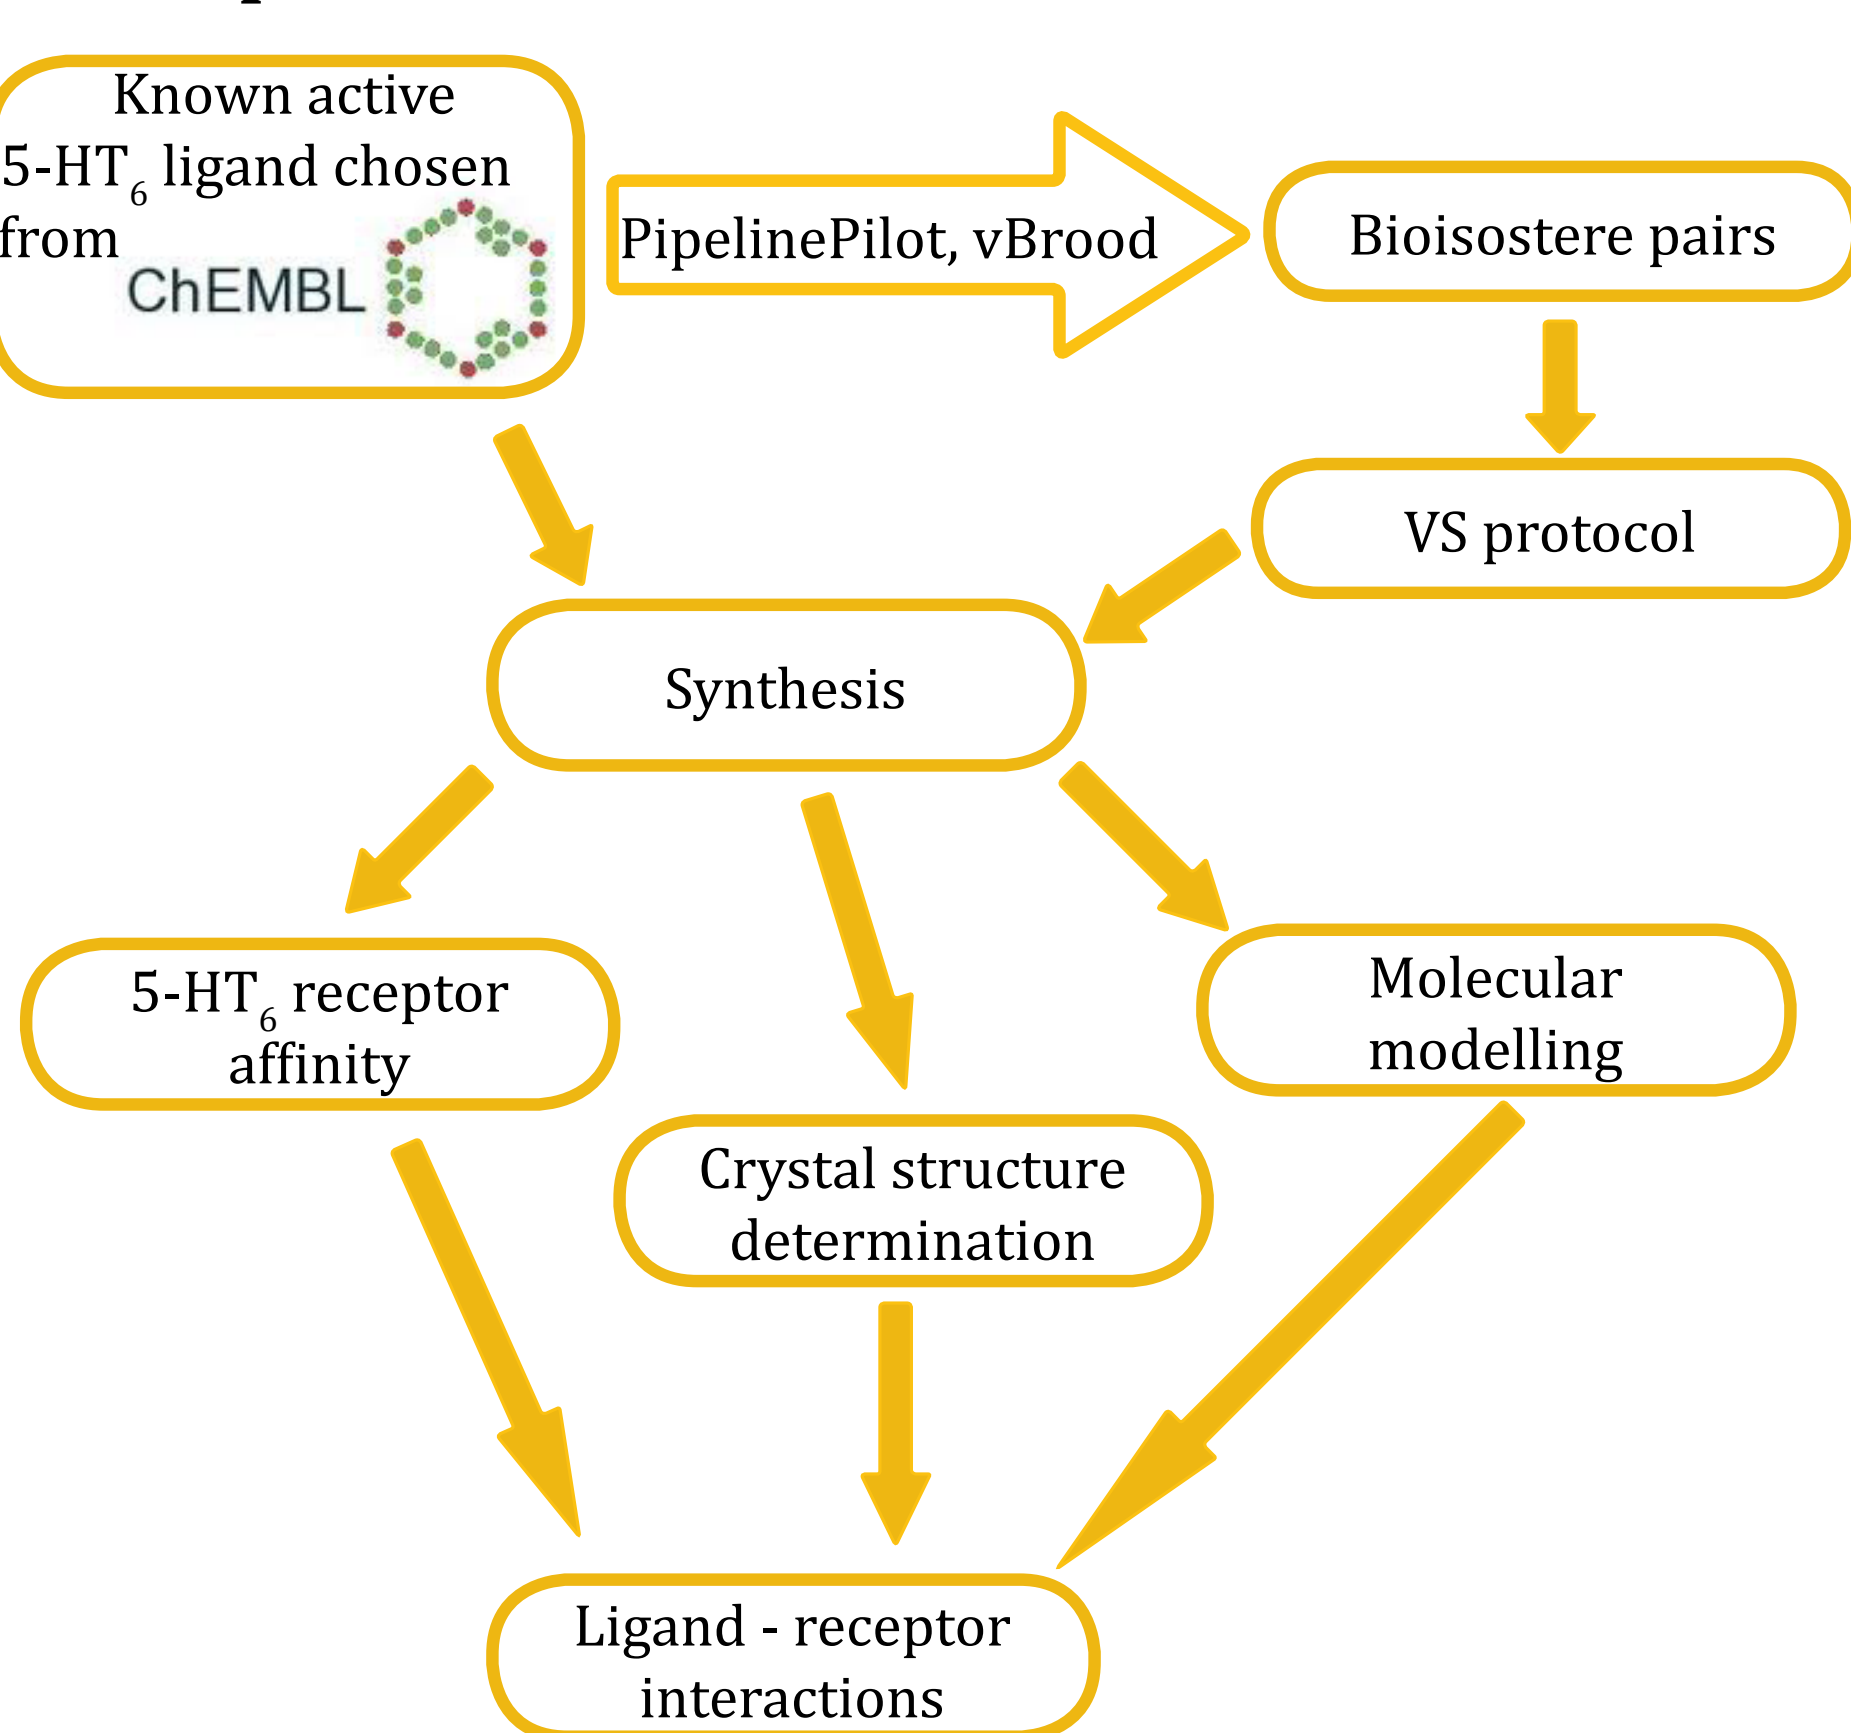 Known active
5-HT6 ligand chosen
from
ChEMBL
PipelinePilot, vBrood
Bioisostere pairs
VS protocol
Synthesis
5-HT6 receptor
affinity
Molecular
modelling
Crystal structure
determination
Ligand - receptor
interactions